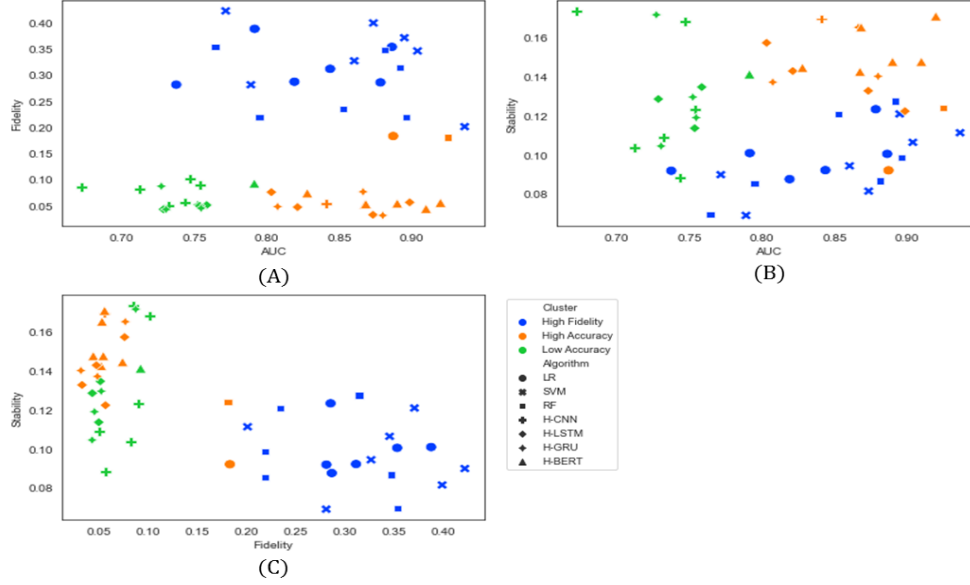 0.40
0.35
0.30
0.25
0.20
0.15
0.10
0.05
Fidelity
0.70 0.75 0.80 0.85 0.90
AUC
(A)
0.16
0.14
0.12
0.10
0.08
Stability
0.70 0.75 0.80 0.85 0.90
AUC
(B)
0.16
0.14
0.12
0.10
0.08
Stability
0.05 0.10 0.15 0.20 0.25 0.30 0.35 0.40
Fidelity
(C)
Cluster
High Fidelity
High Accuracy
Low Accuracy
Algorithm
LR
SVM
RF
H-CNN
H-LSTM
H-GRU
H-BERT